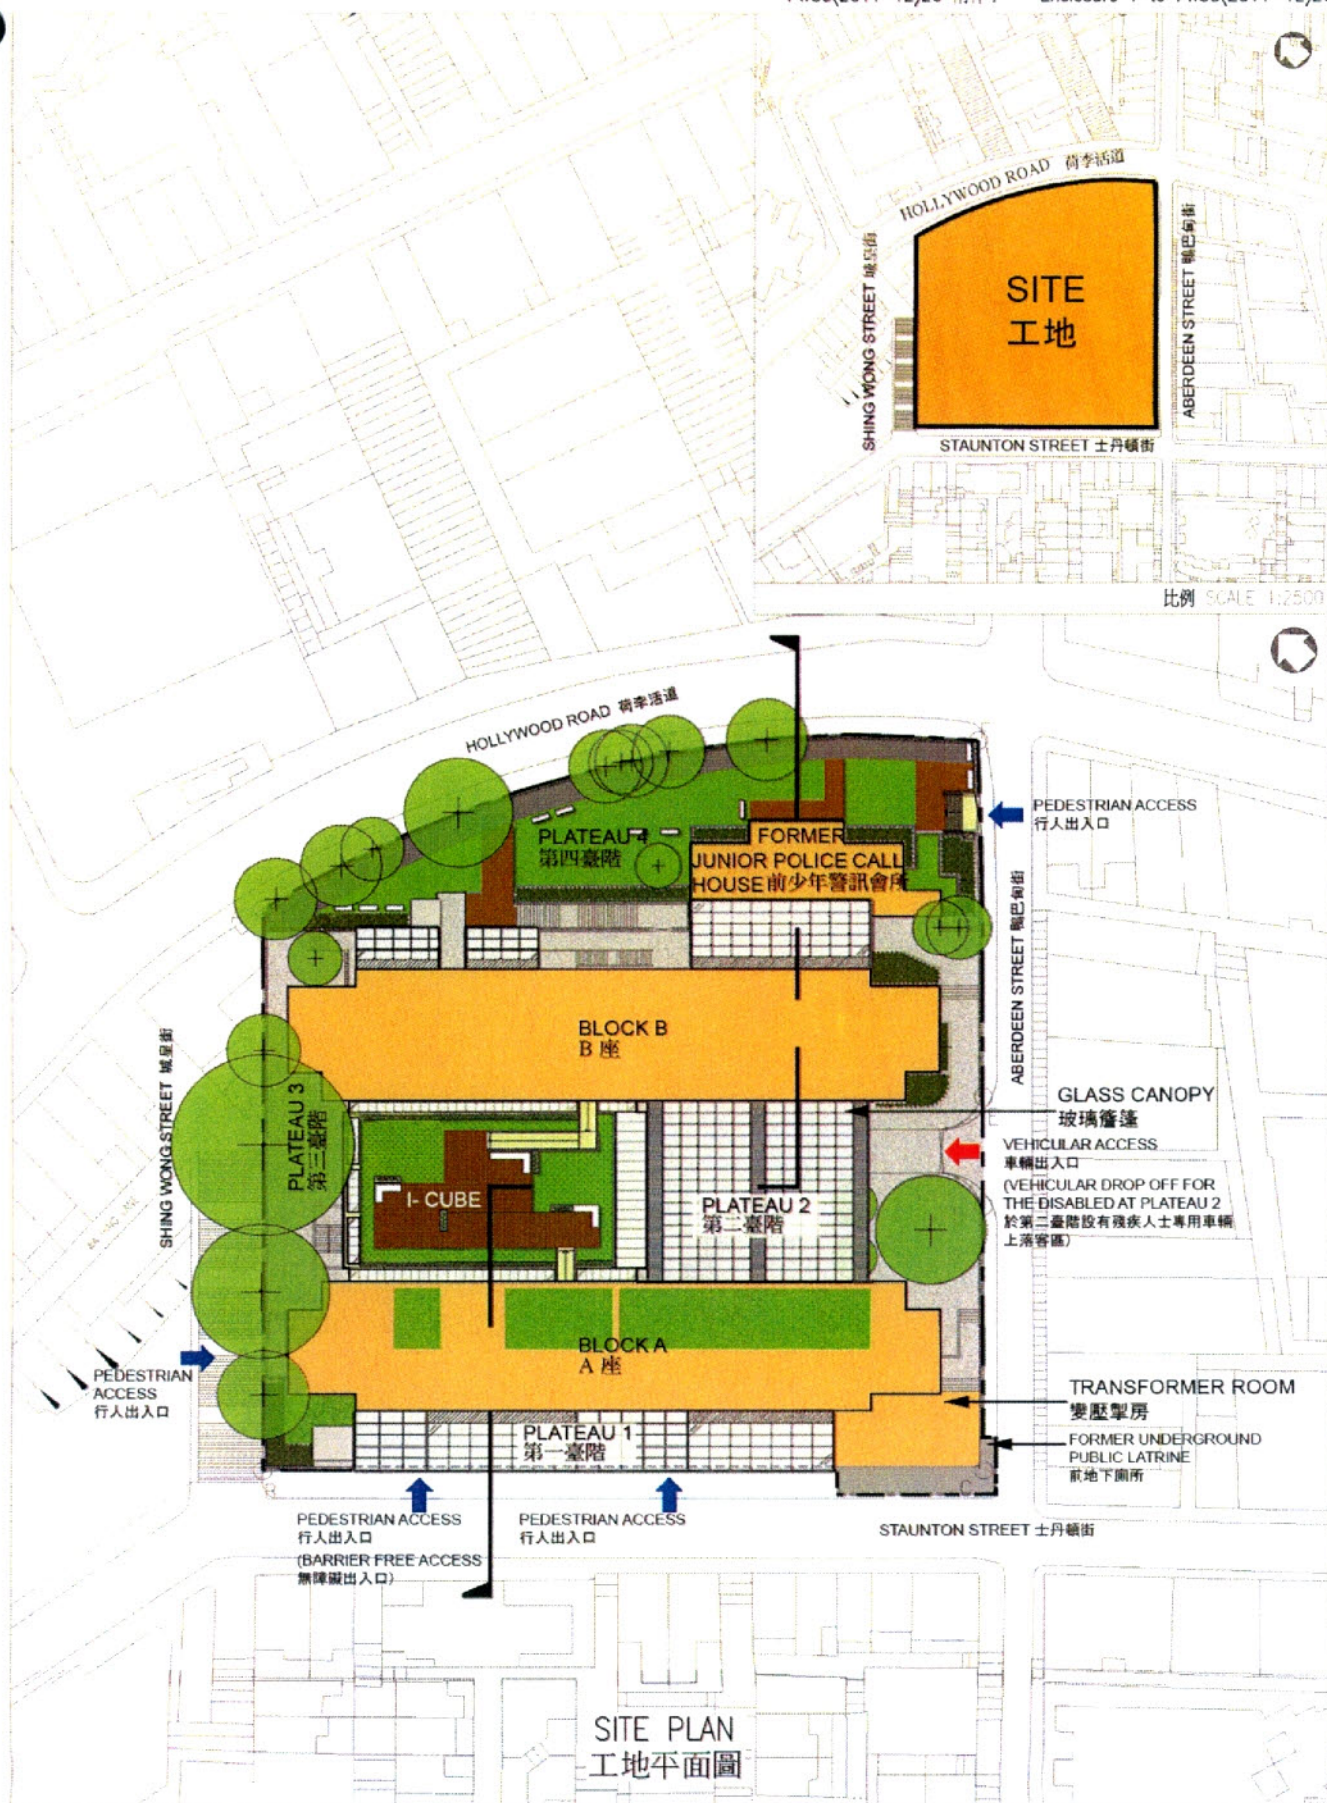 HOLLYWOOD ROAD 荷李活道
SHING WONG STREET 城皇街
SITE
工地
ABERDEEN STREET 鴨巴甸街
STAUNTON STREET 士丹頓街
比例 SCALE 1:2500
HOLLYWOOD ROAD 荷李活道
PEDESTRIAN ACCESS
行人出入口
PLATEAU 4
第四臺階
FORMER
JUNIOR POLICE CALL
HOUSE 前少年警訊會所
ABERDEEN STREET 鴨巴甸街
BLOCK B
B 座
SHING WONG STREET 城皇街
PLATEAU 3
第三臺階
GLASS CANOPY
玻璃簷篷
VEHICULAR ACCESS
車輛出入口
(VEHICULAR DROP OFF FOR
THE DISABLED AT PLATEAU 2
於第二臺階設有殘疾人士專用車輛
上落客區)
I- CUBE
PLATEAU 2
第二臺階
BLOCK A
A 座
PEDESTRIAN
ACCESS
行人出入口
TRANSFORMER ROOM
變壓掣房
PLATEAU 1
第一臺階
FORMER UNDERGROUND
PUBLIC LATRINE
前地下廁所
PEDESTRIAN ACCESS
行人出入口
(BARRIER FREE ACCESS
無障礙出入口)
PEDESTRIAN ACCESS
行人出入口
STAUNTON STREET 士丹頓街
SITE PLAN
工地平面圖